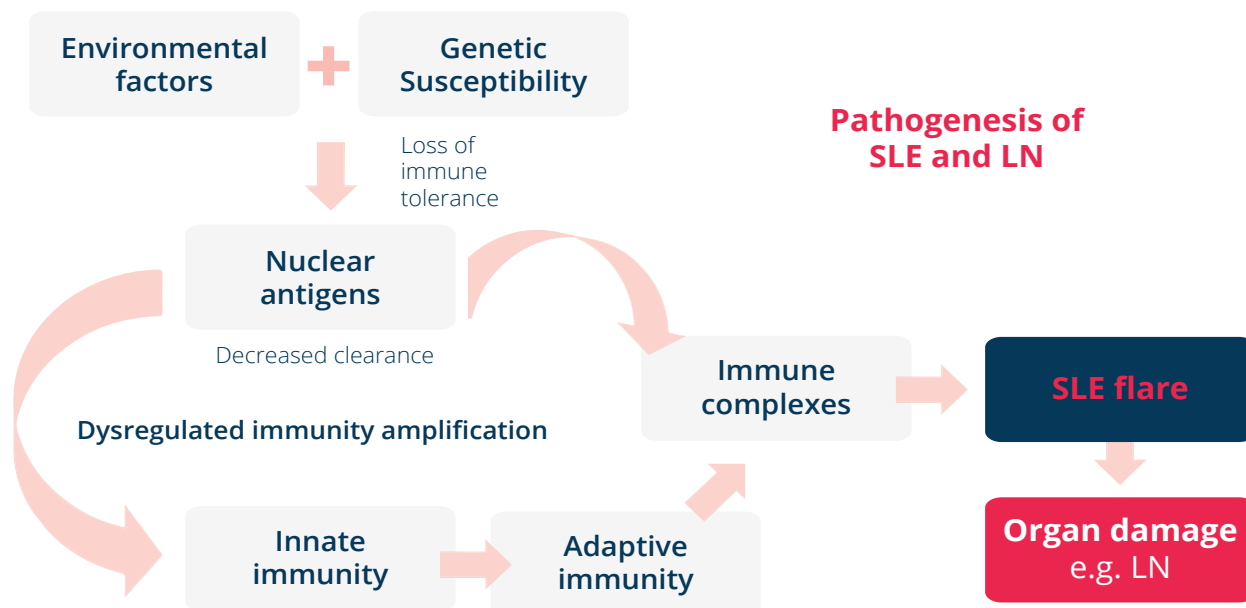 Environmental
factors
Genetic
Susceptibility
Pathogenesis of
SLE and LN
Loss of
immune
tolerance
Nuclear
antigens
Decreased clearance
Immune
complexes
SLE flare
Dysregulated immunity amplification
Innate
immunity
Adaptive
immunity
Organ damage
e.g. LN